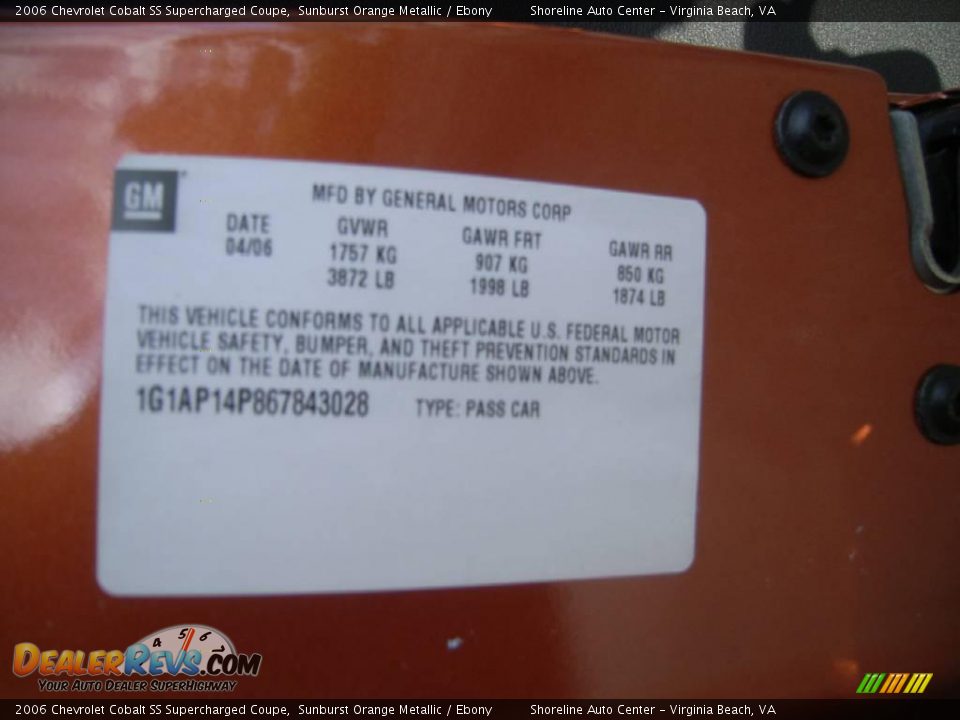 2006 Chevrolet Cobalt SS Supercharged Coupe, Sunburst Orange Metallic / Ebony Shoreline Auto Center - Virginia Beach, VA
GM
MFD BY GENERAL MOTORS CORP
DATE GVWR GAWR FRT GAWR RR
04/06 1757 KG 907 KG 850 KG
3872 LB 1998 LB 1874 LB
THIS VEHICLE CONFORMS TO ALL APPLICABLE U.S. FEDERAL MOTOR
VEHICLE SAFETY, BUMPER, AND THEFT PREVENTION STANDARDS IN
EFFECT ON THE DATE OF MANUFACTURE SHOWN ABOVE.
1G1AP14P867843028 TYPE: PASS CAR
4 5 6
DealerRevs.com
Your Auto Dealer SuperHighway
2006 Chevrolet Cobalt SS Supercharged Coupe, Sunburst Orange Metallic / Ebony Shoreline Auto Center - Virginia Beach, VA